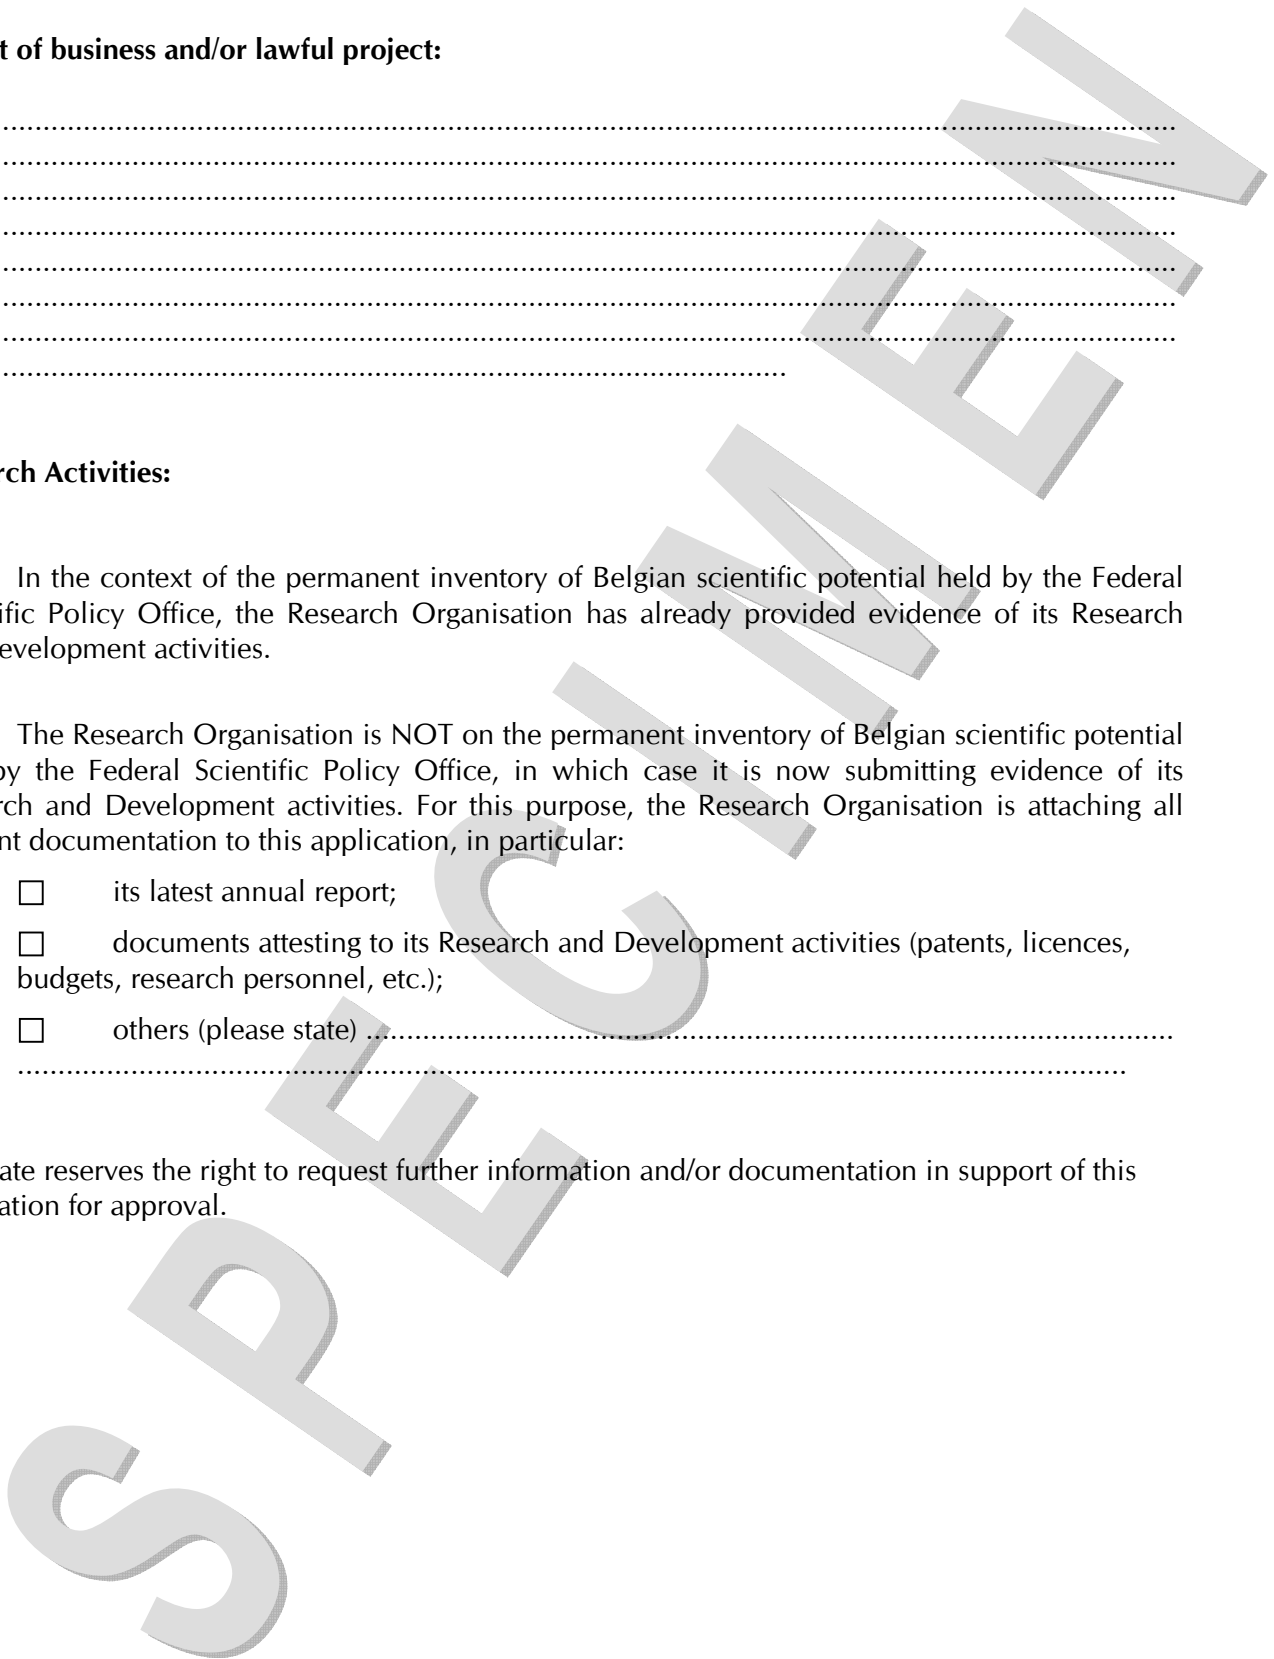 t of business and/or lawful project:
................................................................................
................................................................................
................................................................................
................................................................................
................................................................................
................................................................................
................................................................................
......................................................
rch Activities:
In the context of the permanent inventory of Belgian scientific potential held by the Federal
ific Policy Office, the Research Organisation has already provided evidence of its Research
evelopment activities.
The Research Organisation is NOT on the permanent inventory of Belgian scientific potential
by the Federal Scientific Policy Office, in which case it is now submitting evidence of its
rch and Development activities. For this purpose, the Research Organisation is attaching all
nt documentation to this application, in particular:
☐ its latest annual report;
☐ documents attesting to its Research and Development activities (patents, licences,
budgets, research personnel, etc.);
☐ others (please state) ................................................................................
................................................................................
ate reserves the right to request further information and/or documentation in support of this
ation for approval.
SPECIMEN